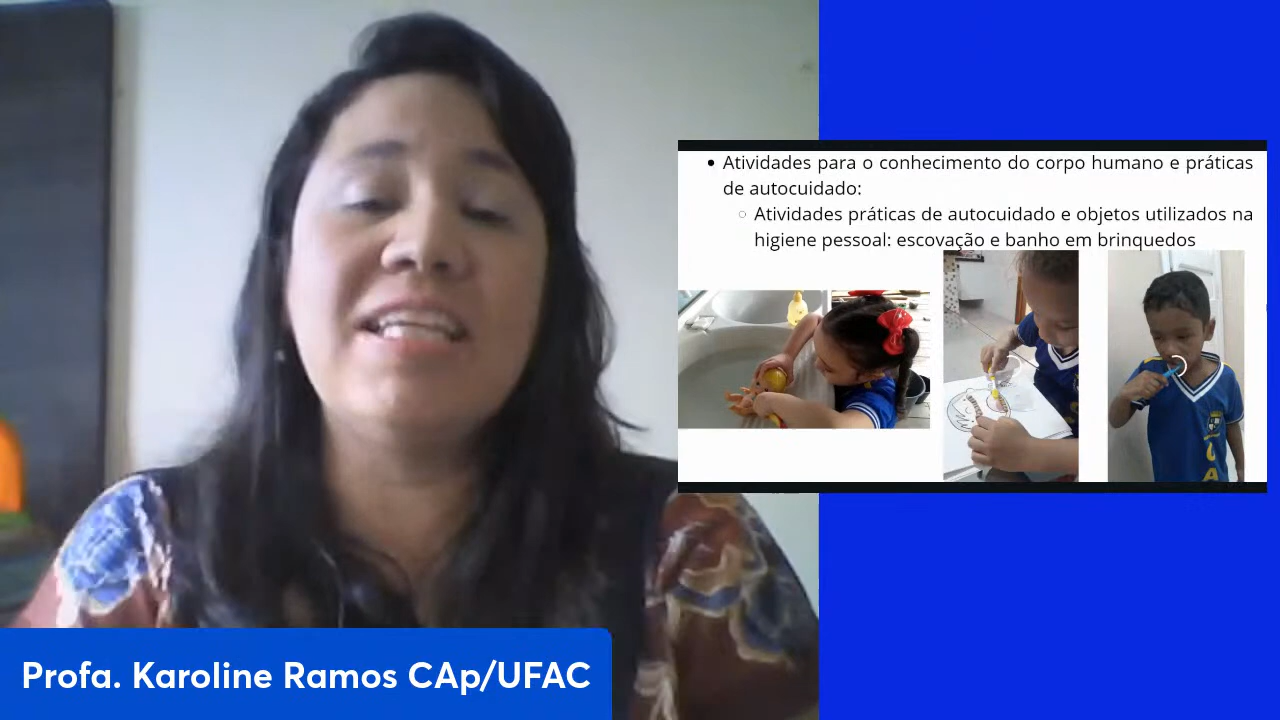 • Atividades para o conhecimento do corpo humano e práticas
de autocuidado:
○ Atividades práticas de autocuidado e objetos utilizados na
higiene pessoal: escovação e banho em brinquedos
Profa. Karoline Ramos CAp/UFAC